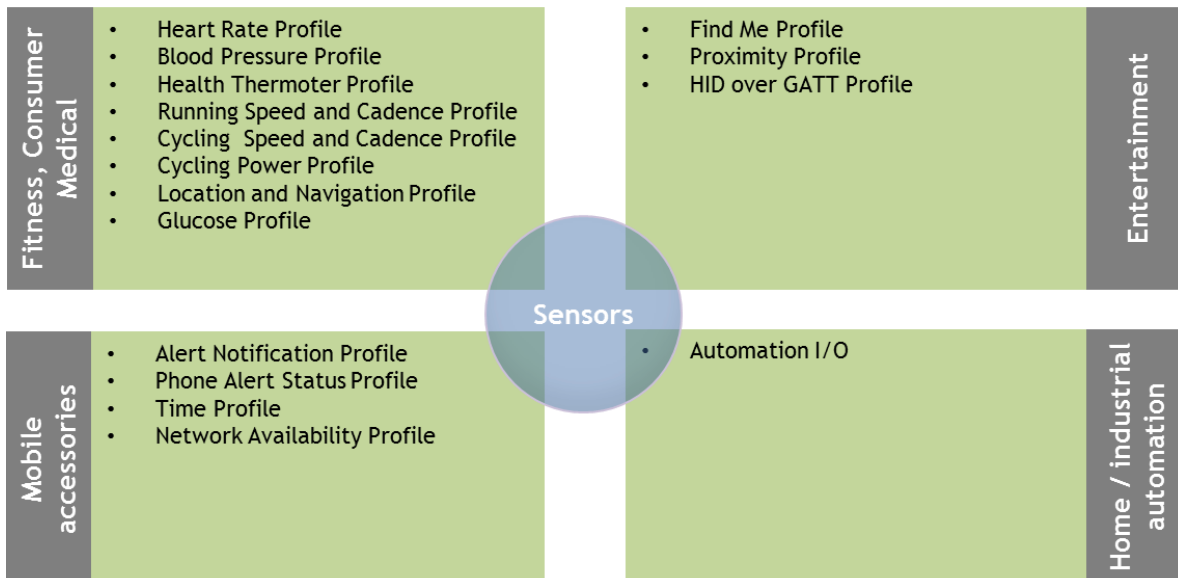 Fitness, Consumer
Medical
• Heart Rate Profile
• Blood Pressure Profile
• Health Thermoter Profile
• Running Speed and Cadence Profile
• Cycling  Speed and Cadence Profile
• Cycling Power Profile
• Location and Navigation Profile
• Glucose Profile
• Find Me Profile
• Proximity Profile
• HID over GATT Profile
Entertainment
Sensors
Mobile
accessories
• Alert Notification Profile
• Phone Alert Status Profile
• Time Profile
• Network Availability Profile
• Automation I/O
Home / industrial
automation